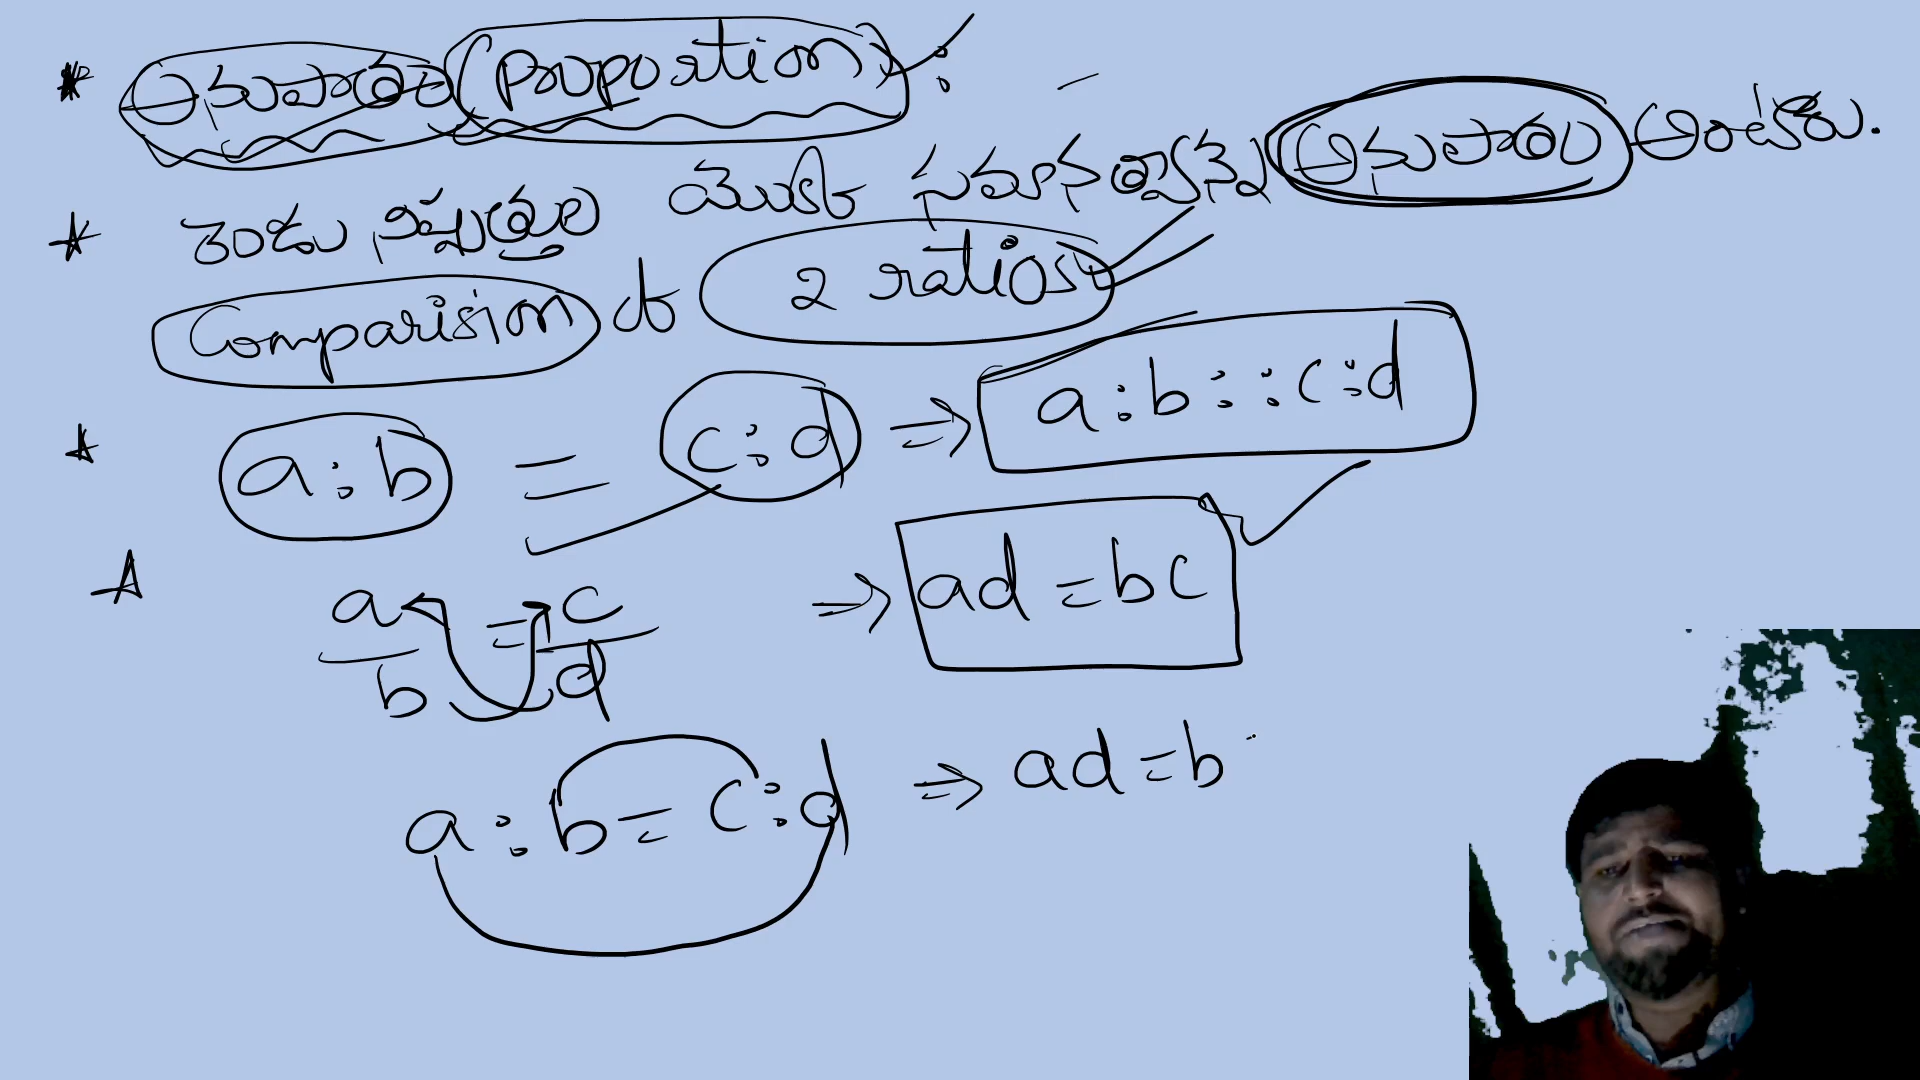 * అనుపాతం (Proportion) :
* రెండు నిష్పత్తుల యొక్క సమానత్వాన్ని అనుపాతం అంటారు.
Comparision of 2 ratios
* a : b = c : d ⇒ a : b : : c : d
* a/b = c/d ⇒ ad = bc
a : b = c : d ⇒ ad = b